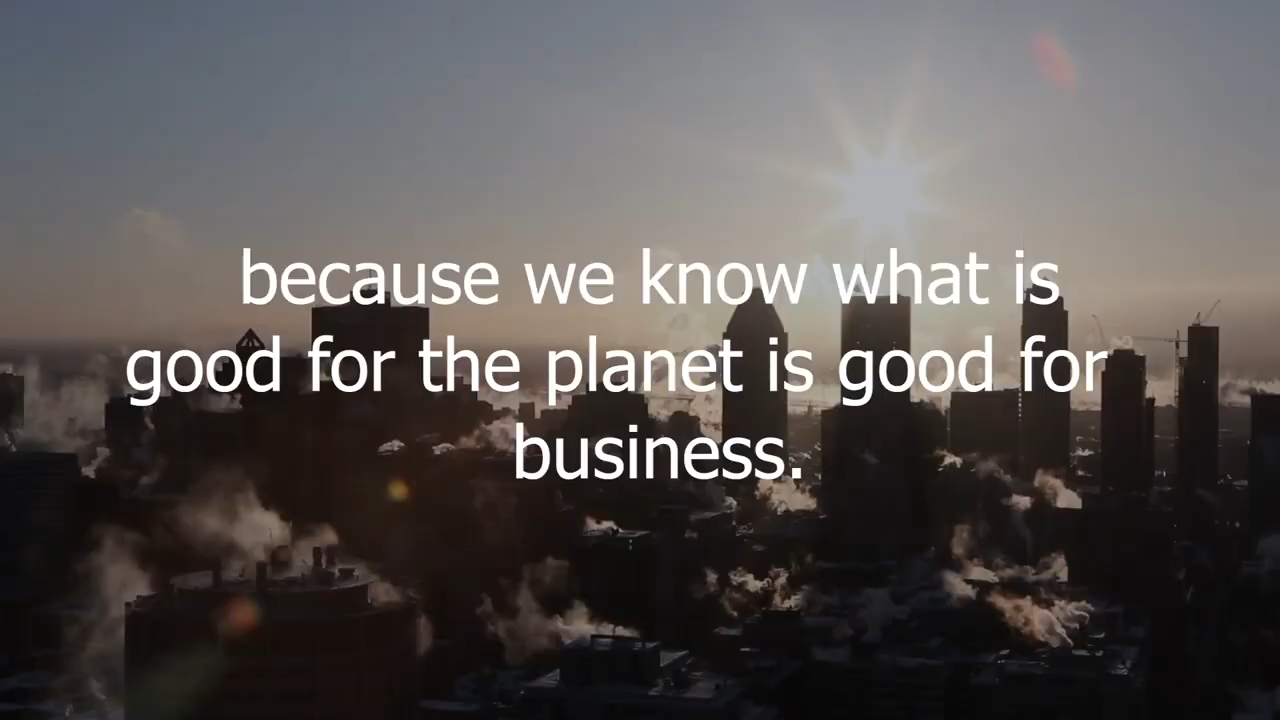 because we know what is
good for the planet is good for
business.